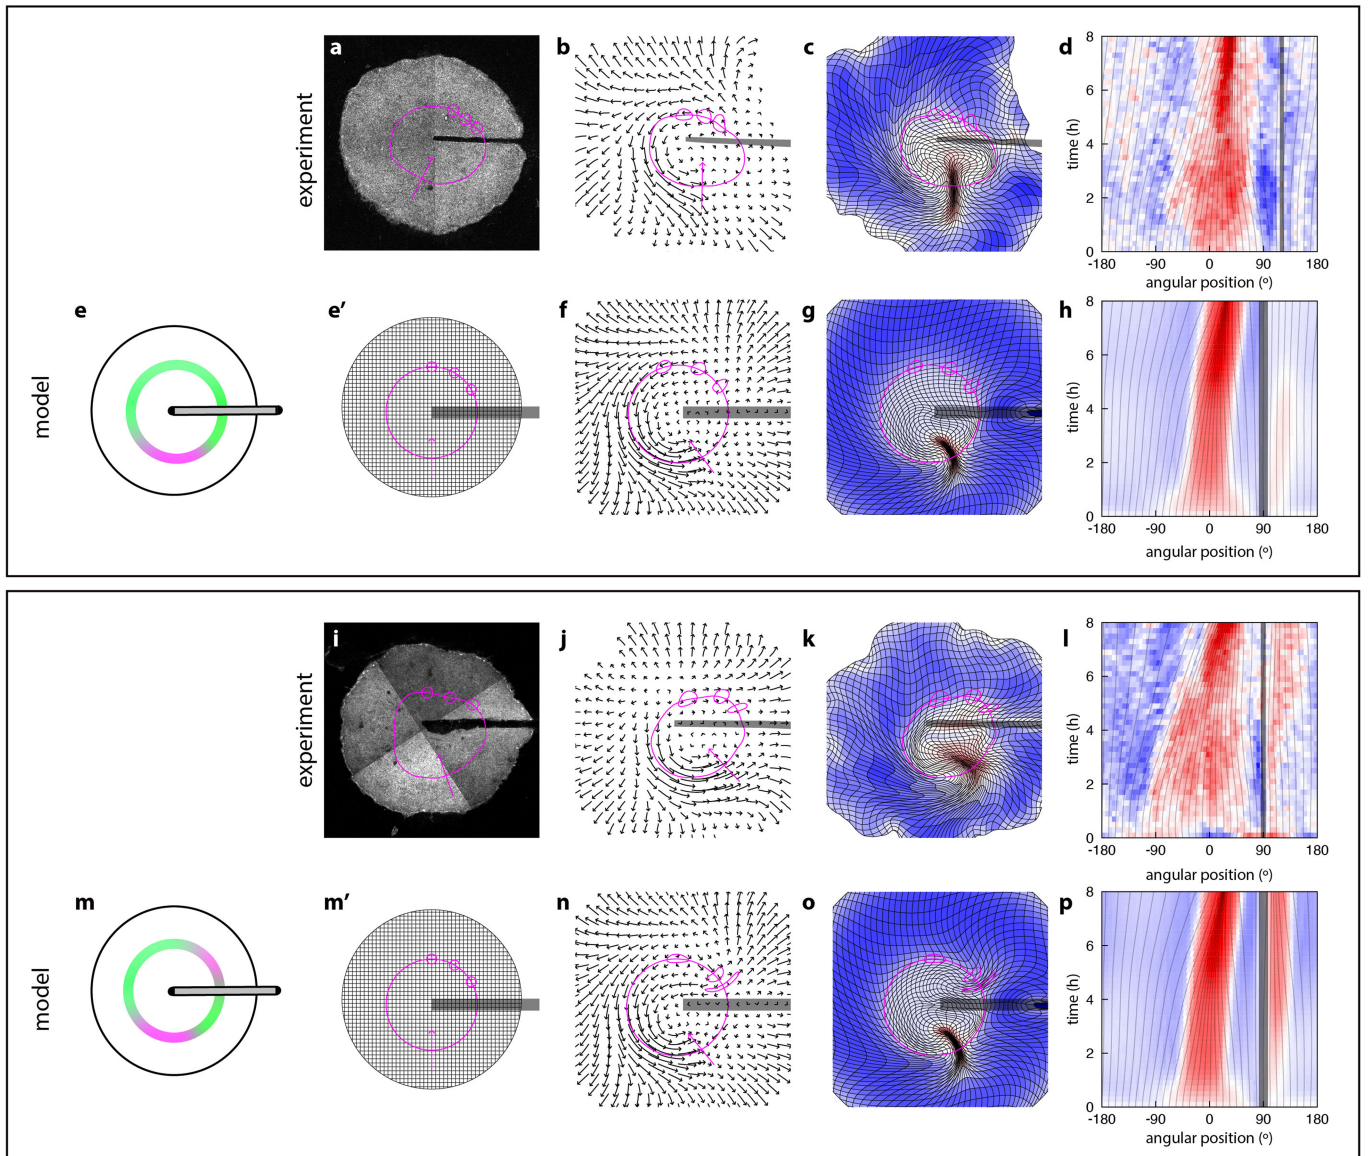 a
b
c
d
experiment
8
6
4
2
0
time (h)
-180
-90
0
90
180
angular position (º)
e
e’
f
g
h
model
8
6
4
2
0
time (h)
-180
-90
0
90
180
angular position (º)
i
j
k
l
experiment
8
6
4
2
0
time (h)
-180
-90
0
90
180
angular position (º)
m
m’
n
o
p
model
8
6
4
2
0
time (h)
-180
-90
0
90
180
angular position (º)